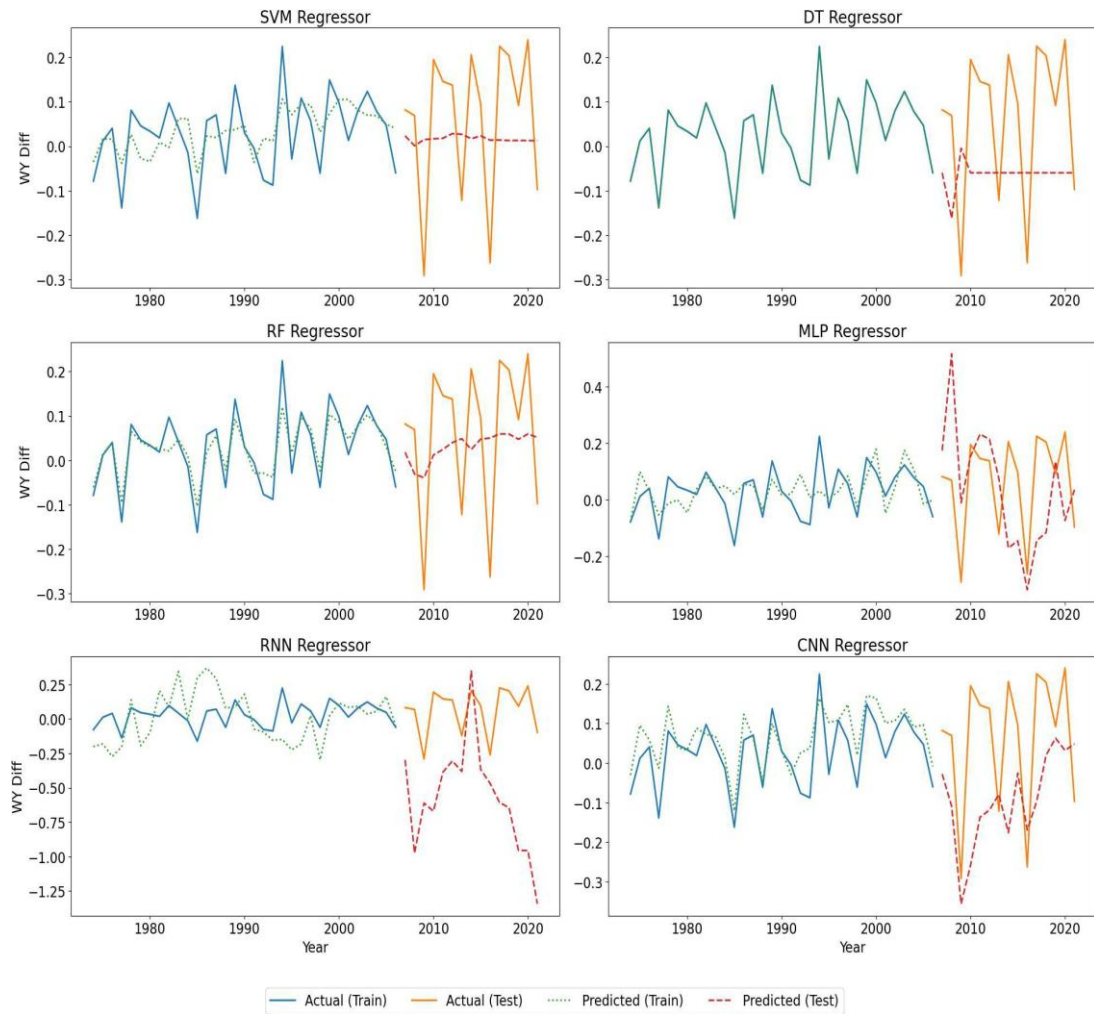 SVM Regressor
DT Regressor
WY Diff
0.2
0.1
0.0
−0.1
−0.2
−0.3
1980 1990 2000 2010 2020
0.2
0.1
0.0
−0.1
−0.2
−0.3
1980 1990 2000 2010 2020
RF Regressor
MLP Regressor
WY Diff
0.2
0.1
0.0
−0.1
−0.2
−0.3
1980 1990 2000 2010 2020
0.4
0.2
0.0
−0.2
1980 1990 2000 2010 2020
RNN Regressor
CNN Regressor
WY Diff
0.25
0.00
−0.25
−0.50
−0.75
−1.00
−1.25
1980 1990 2000 2010 2020
Year
0.2
0.1
0.0
−0.1
−0.2
−0.3
1980 1990 2000 2010 2020
Year
Actual (Train) Actual (Test) Predicted (Train) Predicted (Test)